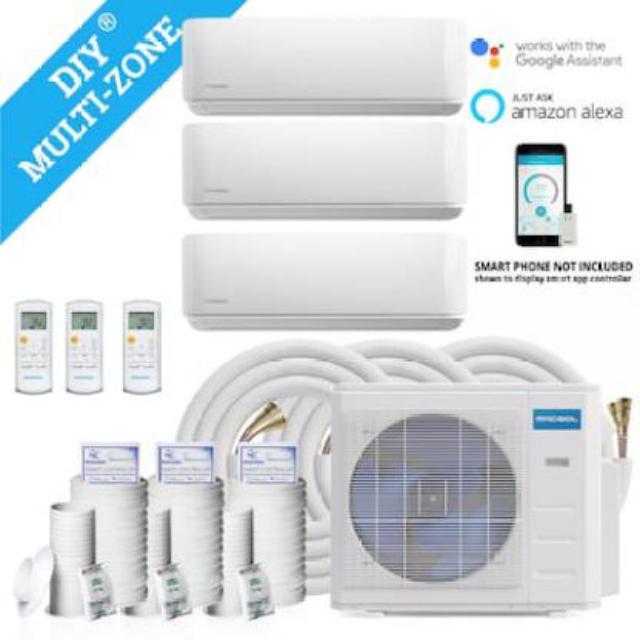 DIY®
MULTI-ZONE
works with the
Google Assistant
JUST ASK
amazon alexa
SMART PHONE NOT INCLUDED
shown to display smart app controller
MRCOOL